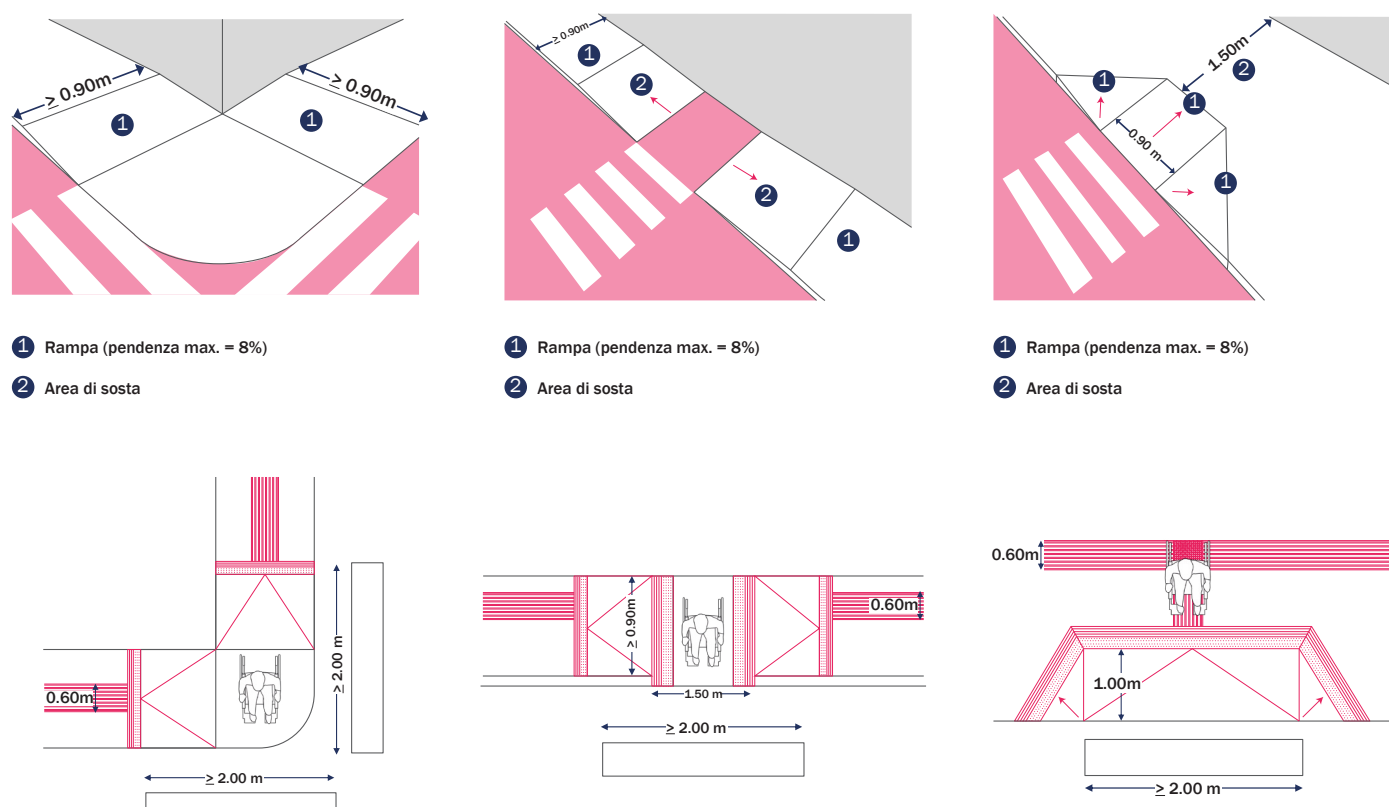 ≥ 0.90m
≥ 0.90m
1
1
≥ 0.90m
1
2
2
1
1.50m
2
1
1
0.90 m
1
1 Rampa (pendenza max. = 8%)
2 Area di sosta
1 Rampa (pendenza max. = 8%)
2 Area di sosta
1 Rampa (pendenza max. = 8%)
2 Area di sosta
0.60m
≥ 2.00 m
≥ 2.00 m
≥ 0.90m
0.60m
1.50 m
≥ 2.00 m
0.60m
1.00m
≥ 2.00 m